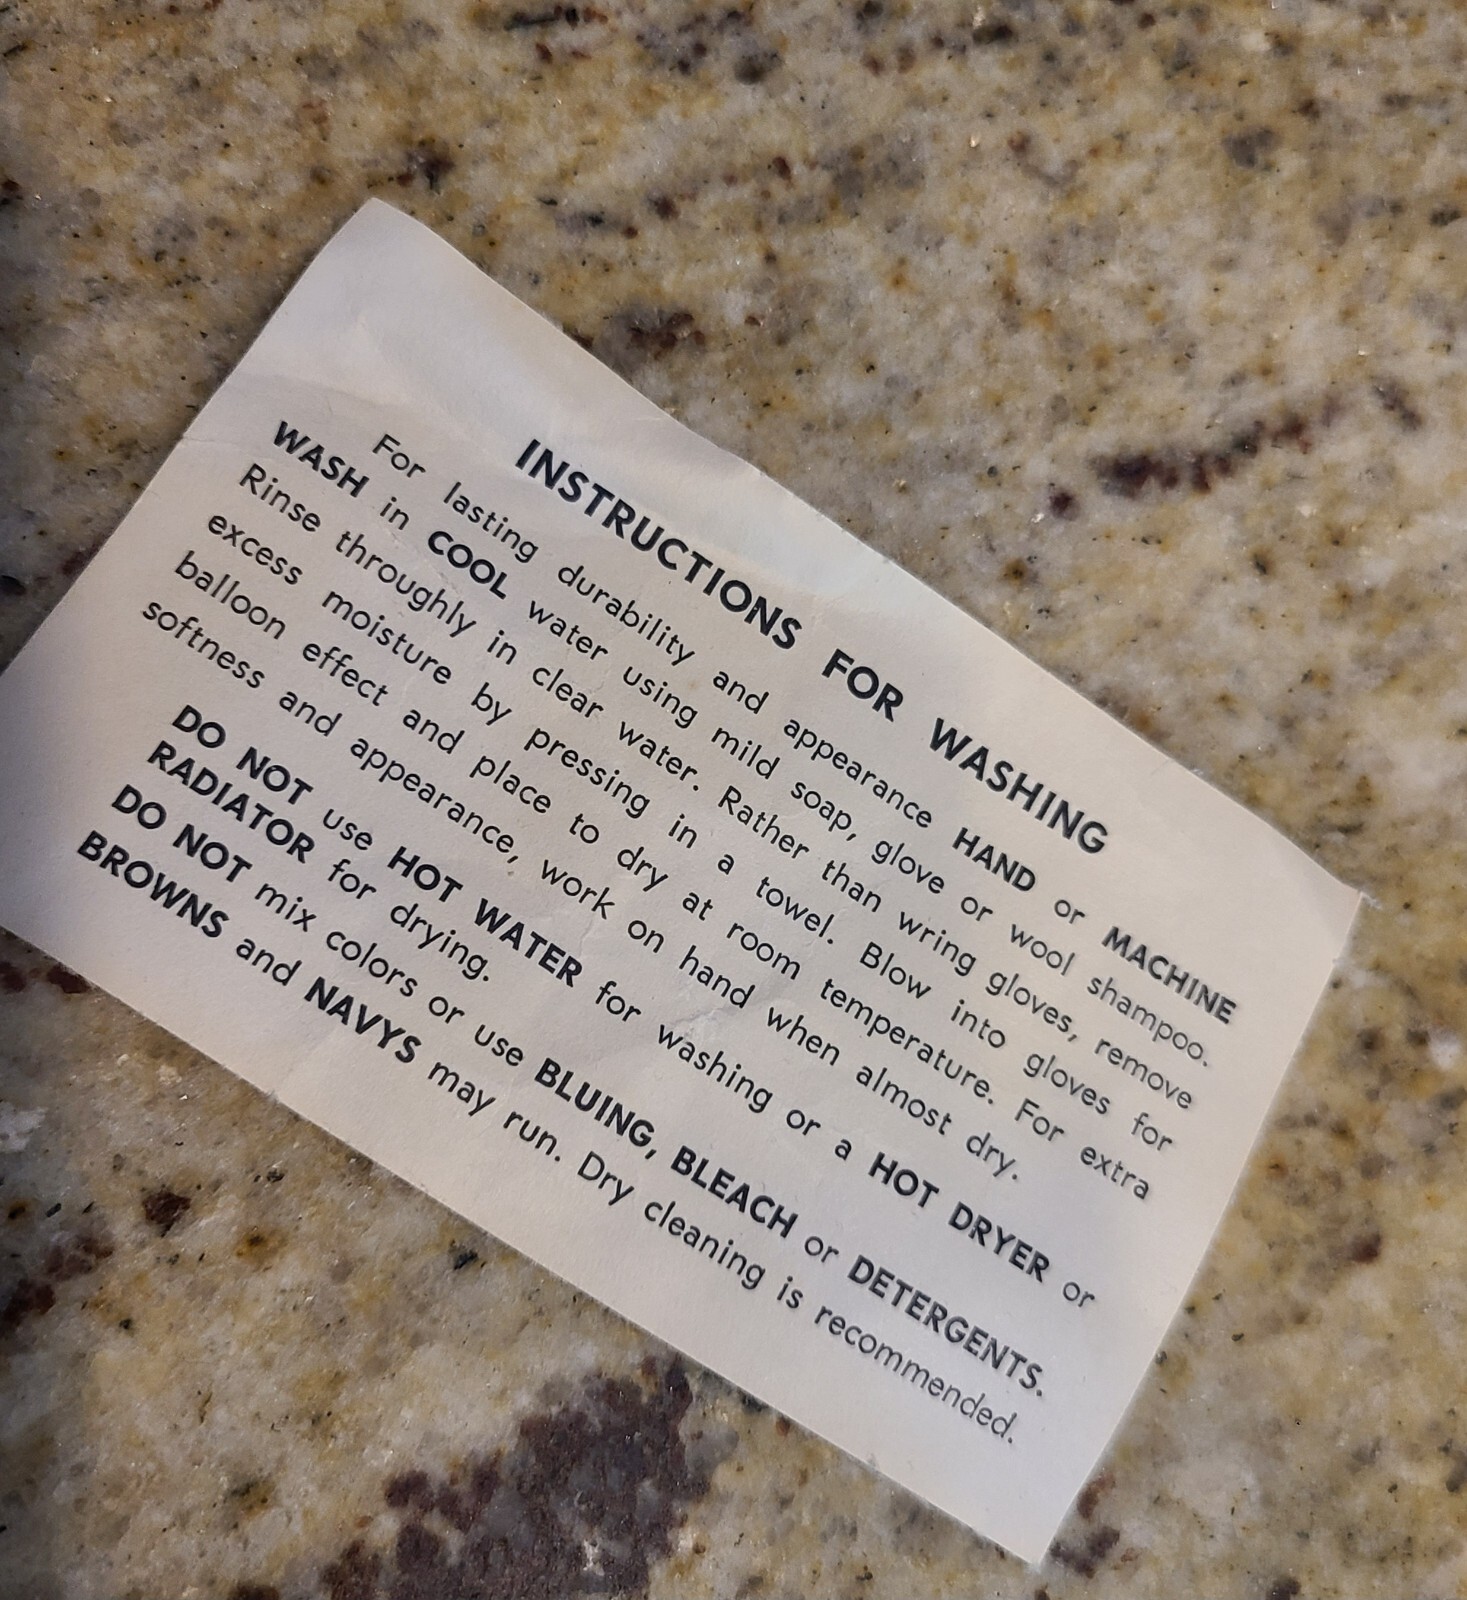 INSTRUCTIONS FOR WASHING
For lasting durability and appearance HAND or MACHINE
WASH in COOL water using mild soap, glove or wool shampoo.
Rinse throughly in clear water. Rather than wring gloves, remove
excess moisture by pressing in a towel. Blow into gloves for
balloon effect and place to dry at room temperature. For extra
softness and appearance, work on hand when almost dry.
DO NOT use HOT WATER for washing or a HOT DRYER or
RADIATOR for drying.
DO NOT mix colors or use BLUING, BLEACH or DETERGENTS.
BROWNS and NAVYS may run. Dry cleaning is recommended.